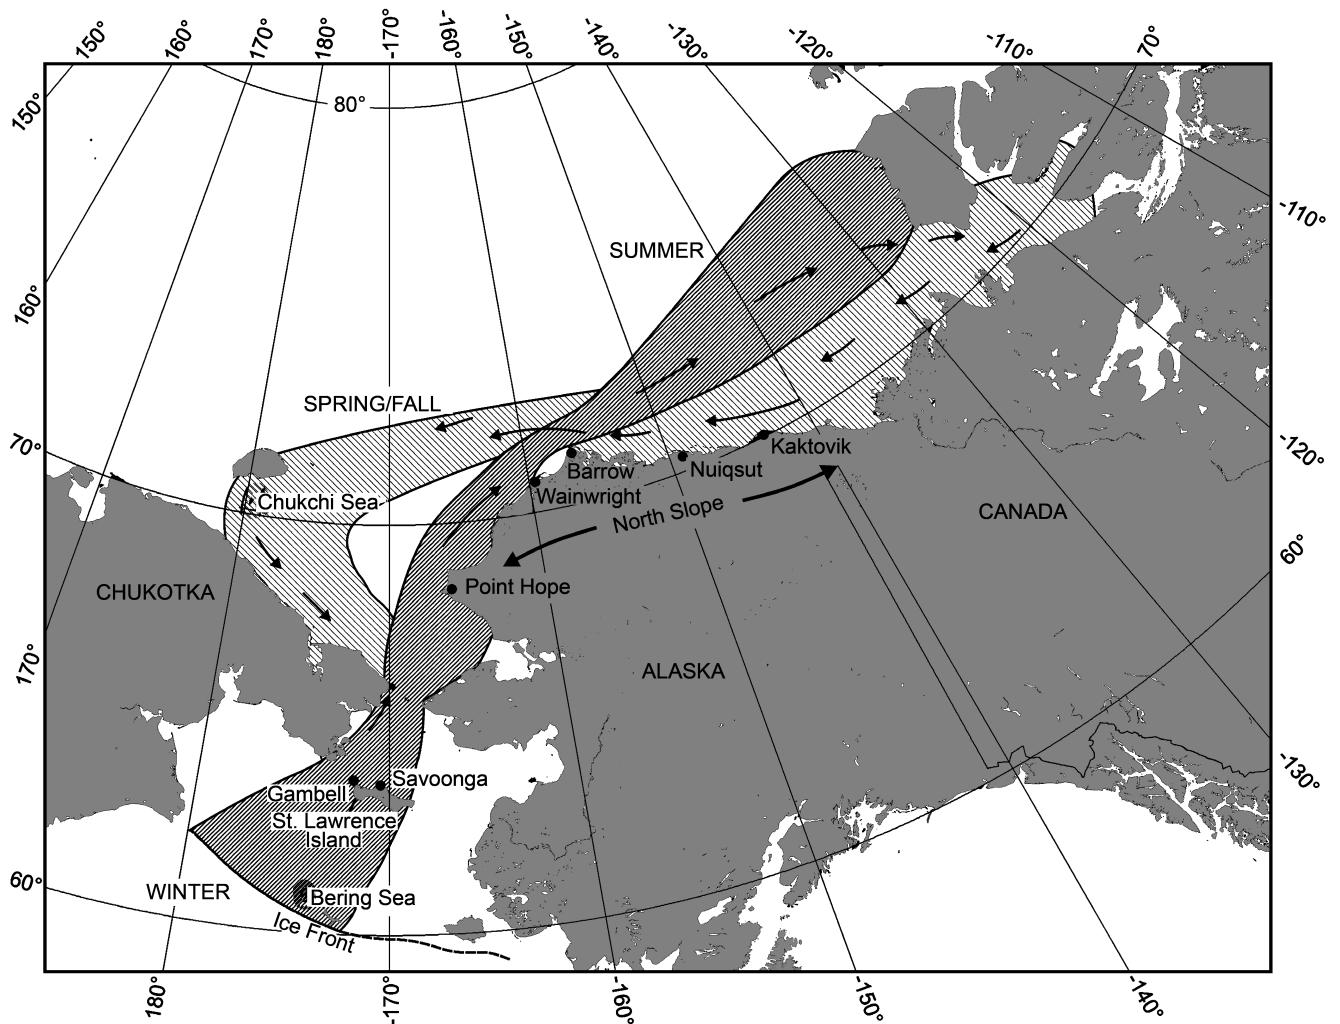 150°
160°
170°
180°
-170°
-160°
-150°
-140°
-130°
-120°
-110°
70°
150°
80°
-110°
SUMMER
160°
SPRING/FALL
70°
Kaktovik
-120°
Barrow
Nuiqsut
Wainwright
Chukchi Sea
North Slope
CANADA
60°
CHUKOTKA
Point Hope
170°
ALASKA
-130°
Savoonga
Gambell
St. Lawrence
Island
60°
WINTER
Bering Sea
Ice Front
180°
-170°
-160°
-150°
-140°